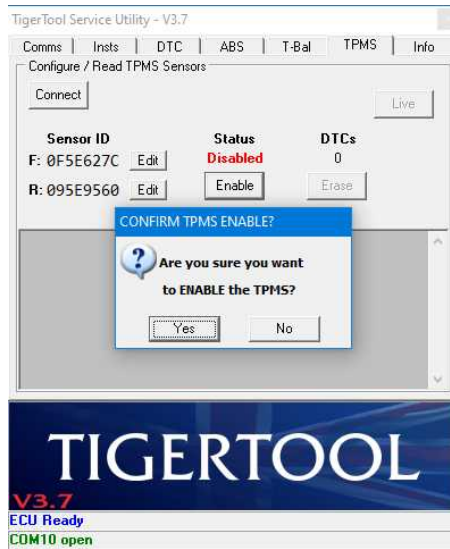 TigerTool Service Utility - V3.7
Comms Insts DTC ABS T-Bal TPMS Info
Configure / Read TPMS Sensors
Connect
Live
Sensor ID Status DTCs
F: 0F5E627C Edit Disabled 0
R: 095E9560 Edit Enable Erase
CONFIRM TPMS ENABLE?
Are you sure you want
to ENABLE the TPMS?
Yes No
TIGERTOOL
V3.7
ECU Ready
COM10 open